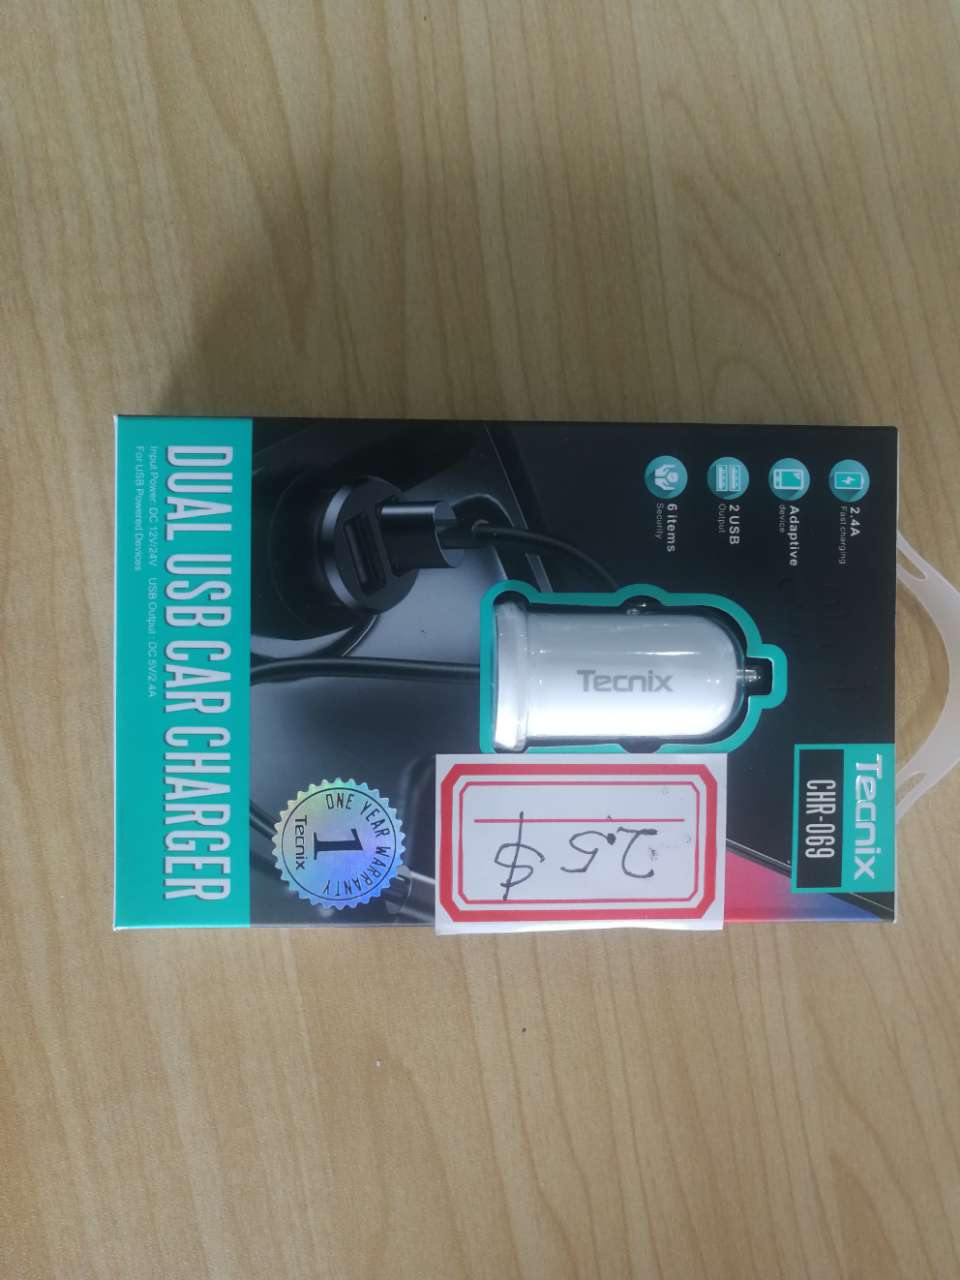 Tecnix
CHR-069
2.4A
Fast charging
Adaptive
device
2 USB
Output
6 items
Security
Tecnix
2.5$
ONE YEAR WARRANTY
1
Tecnix
DUAL USB CAR CHARGER
Input Power: DC 12V/24V USB Output : DC 5V/2.4A
For USB Powered Devices